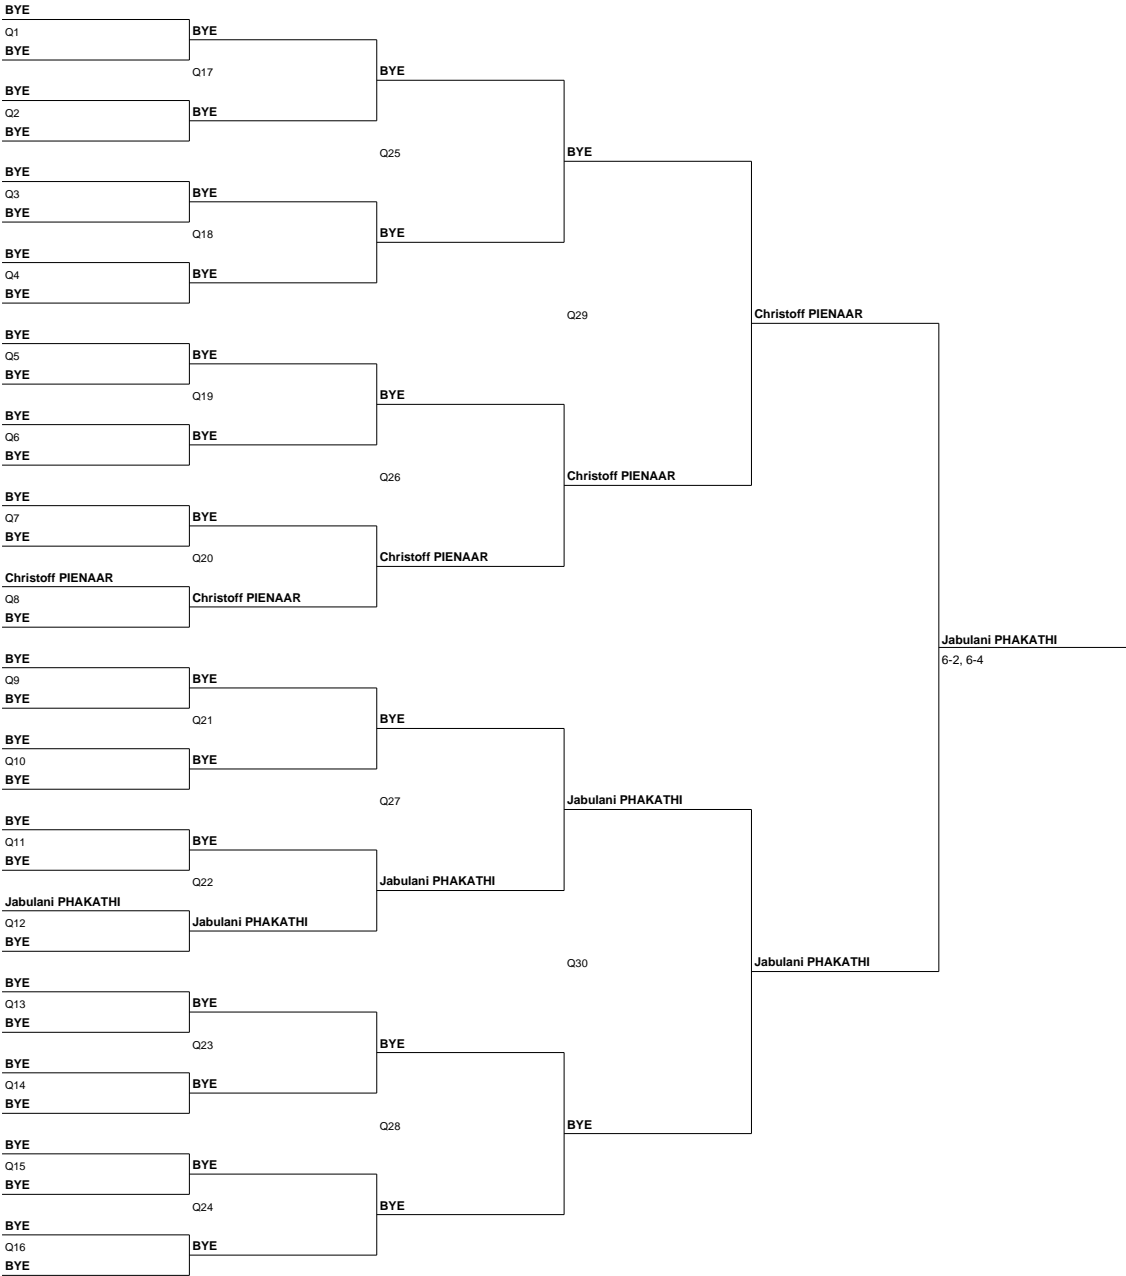 BYE
Q1
BYE
BYE
Q2
BYE
BYE
Q3
BYE
BYE
Q4
BYE
BYE
Q5
BYE
BYE
Q6
BYE
BYE
Q7
BYE
Christoff PIENAAR
Q8
BYE
BYE
Q9
BYE
BYE
Q10
BYE
BYE
Q11
BYE
Jabulani PHAKATHI
Q12
BYE
BYE
Q13
BYE
BYE
Q14
BYE
BYE
Q15
BYE
BYE
Q16
BYE
BYE
Q17
BYE
BYE
Q18
BYE
BYE
Q19
BYE
BYE
Q20
Christoff PIENAAR
BYE
Q21
BYE
BYE
Q22
Jabulani PHAKATHI
BYE
Q23
BYE
BYE
Q24
BYE
BYE
Q25
BYE
BYE
Q26
Christoff PIENAAR
BYE
Q27
Jabulani PHAKATHI
BYE
Q28
BYE
BYE
Q29
Christoff PIENAAR
Jabulani PHAKATHI
Q30
BYE
Christoff PIENAAR
Jabulani PHAKATHI
Jabulani PHAKATHI
6-2, 6-4